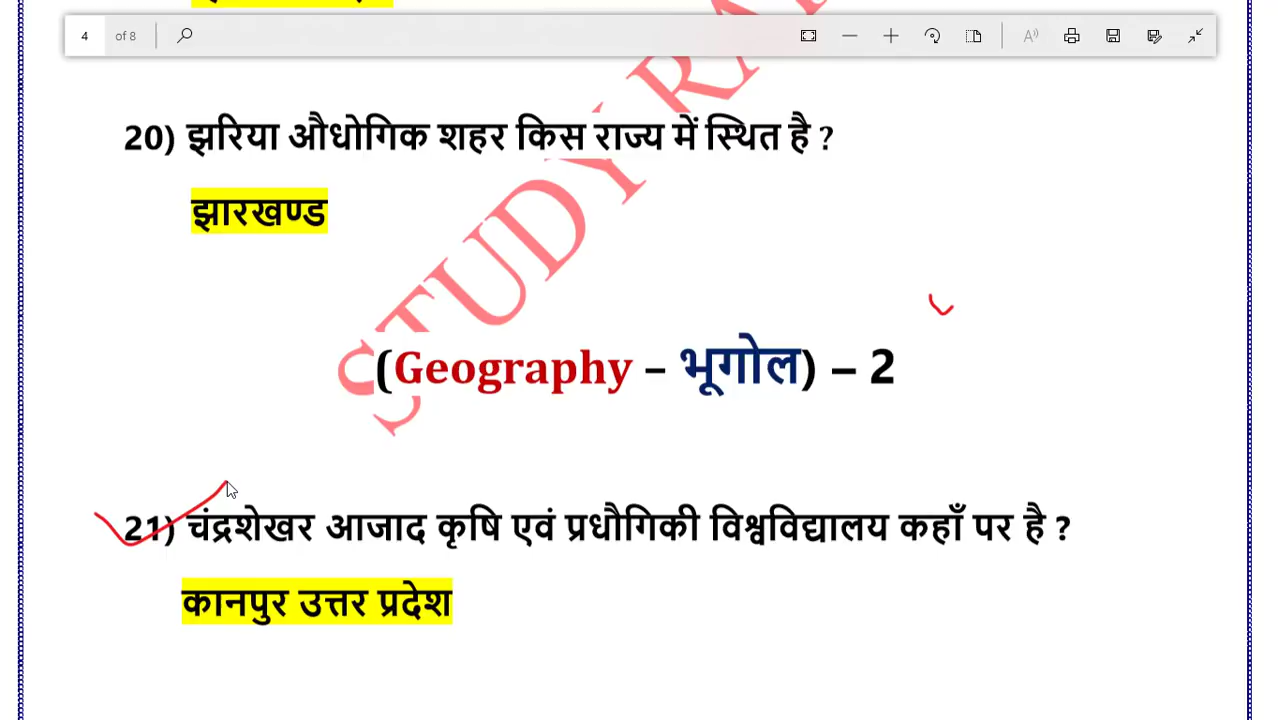 4 of 8
20) झरिया औधोगिक शहर किस राज्य में स्थित है ?
झारखण्ड
(Geography – भूगोल) – 2
21) चंद्रशेखर आजाद कृषि एवं प्रधौगिकी विश्वविद्यालय कहाँ पर है ?
कानपुर उत्तर प्रदेश
STUDY